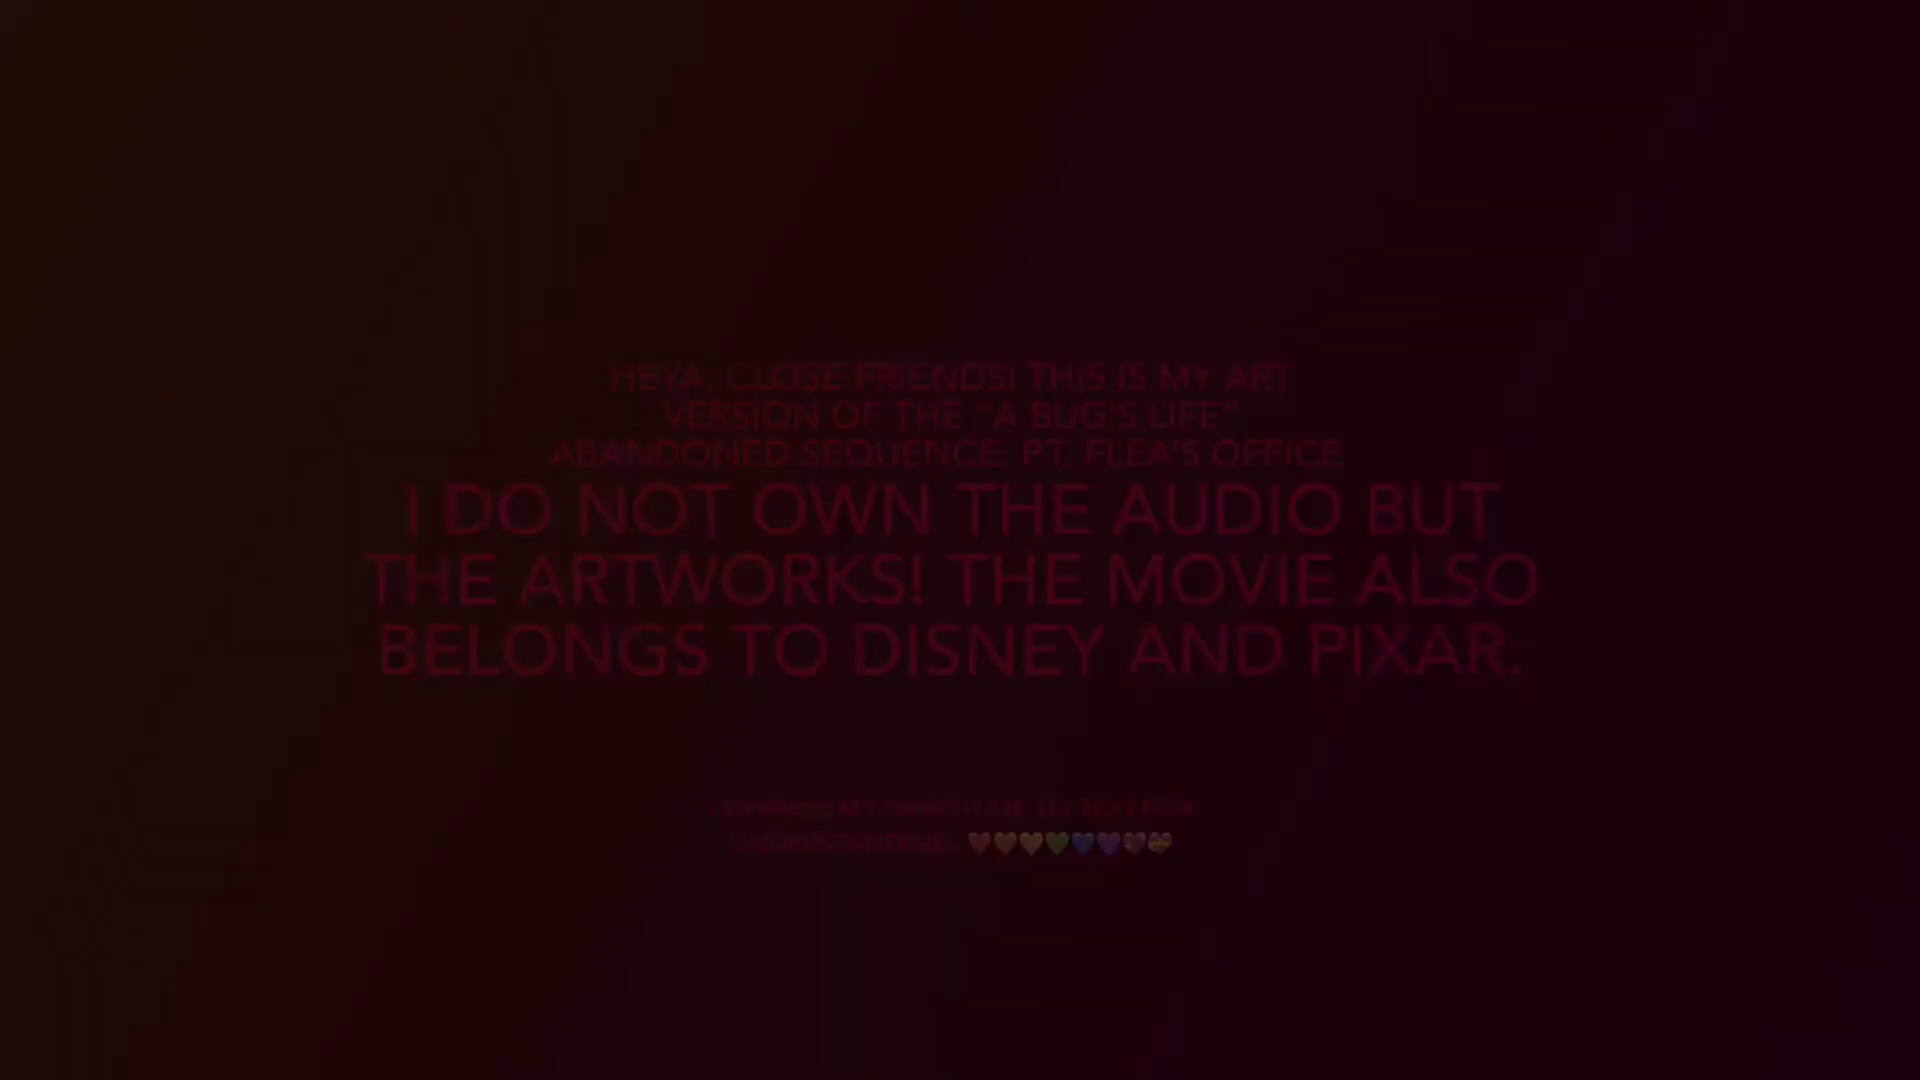 HEYA, CLOSE FRIENDS! THIS IS MY ART
VERSION OF THE "A BUG'S LIFE"
ABANDONED SEQUENCE: P.T. FLEA'S OFFICE
I DO NOT OWN THE AUDIO BUT
THE ARTWORKS! THE MOVIE ALSO
BELONGS TO DISNEY AND PIXAR.
MY